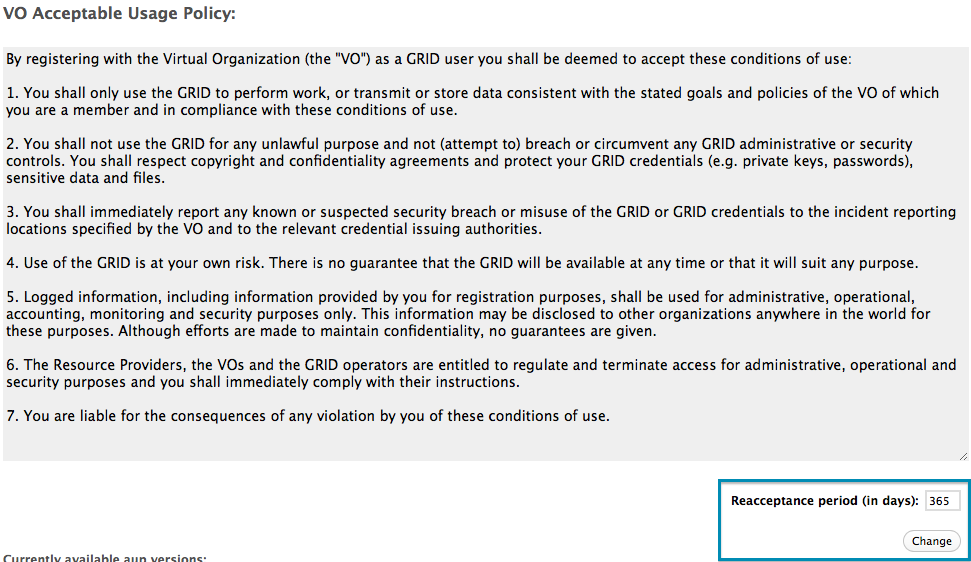 VO Acceptable Usage Policy:
By registering with the Virtual Organization (the "VO") as a GRID user you shall be deemed to accept these conditions of use:
1. You shall only use the GRID to perform work, or transmit or store data consistent with the stated goals and policies of the VO of which
you are a member and in compliance with these conditions of use.
2. You shall not use the GRID for any unlawful purpose and not (attempt to) breach or circumvent any GRID administrative or security
controls. You shall respect copyright and confidentiality agreements and protect your GRID credentials (e.g. private keys, passwords),
sensitive data and files.
3. You shall immediately report any known or suspected security breach or misuse of the GRID or GRID credentials to the incident reporting
locations specified by the VO and to the relevant credential issuing authorities.
4. Use of the GRID is at your own risk. There is no guarantee that the GRID will be available at any time or that it will suit any purpose.
5. Logged information, including information provided by you for registration purposes, shall be used for administrative, operational,
accounting, monitoring and security purposes only. This information may be disclosed to other organizations anywhere in the world for
these purposes. Although efforts are made to maintain confidentiality, no guarantees are given.
6. The Resource Providers, the VOs and the GRID operators are entitled to regulate and terminate access for administrative, operational and
security purposes and you shall immediately comply with their instructions.
7. You are liable for the consequences of any violation by you of these conditions of use.
Reacceptance period (in days): 365
Change
Currently available aup versions: